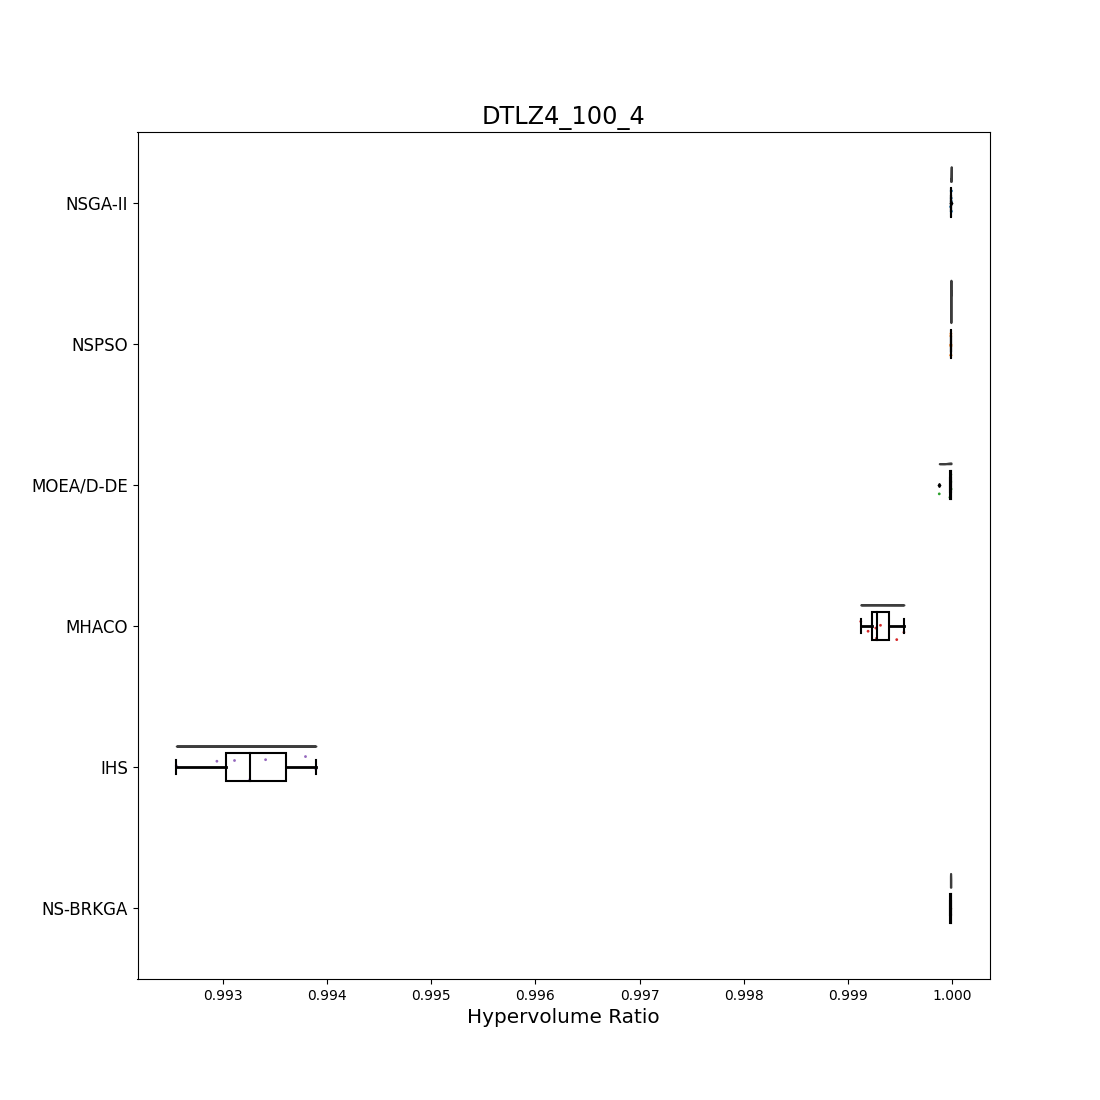 DTLZ4_100_4
NSGA-II
NSPSO
MOEA/D-DE
MHACO
IHS
NS-BRKGA
0.993 0.994 0.995 0.996 0.997 0.998 0.999 1.000
Hypervolume Ratio